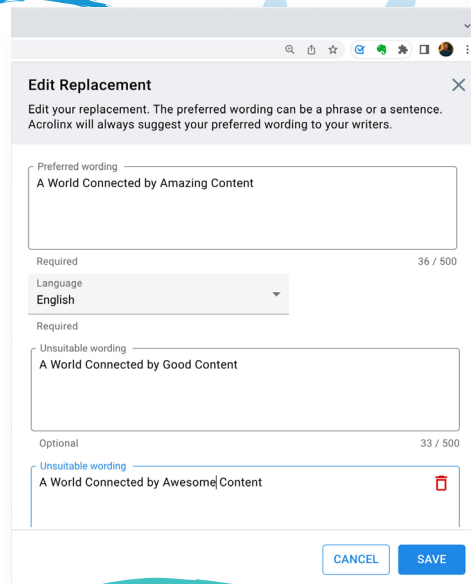 Edit Replacement
Edit your replacement. The preferred wording can be a phrase or a sentence.
Acrolinx will always suggest your preferred wording to your writers.
Preferred wording
A World Connected by Amazing Content
Required 36 / 500
Language
English
Required
Unsuitable wording
A World Connected by Good Content
Optional 33 / 500
Unsuitable wording
A World Connected by Awesome Content
CANCEL SAVE